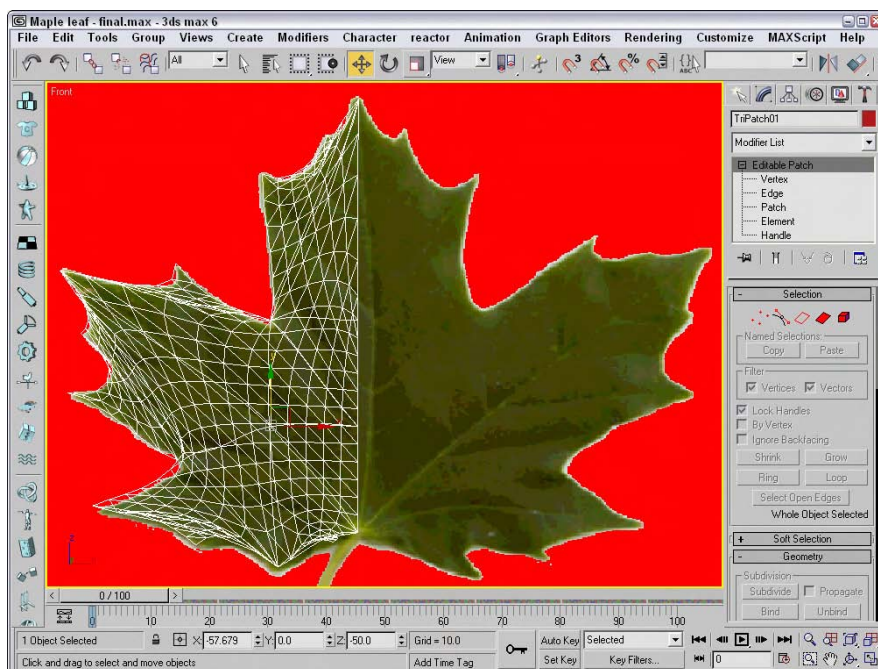 Maple leaf - final.max - 3ds max 6
File Edit Tools Group Views Create Modifiers Character reactor Animation Graph Editors Rendering Customize MAXScript Help
All View ABC
Front
TriPatch01
Modifier List
Editable Patch
Vertex
Edge
Patch
Element
Handle
- Selection
Named Selections:
Copy Paste
Filter
Vertices Vectors
Lock Handles
By Vertex
Ignore Backfacing
Shrink Grow
Ring Loop
Select Open Edges
Whole Object Selected
+ Soft Selection
- Geometry
Subdivision
Subdivide Propagate
Bind Unbind
z
< 0 / 100 >
0 10 20 30 40 50 60 70 80 90 100
1 Object Selected X: -57.679 Y: 0.0 Z: -50.0 Grid = 10.0 Auto Key Selected
Click and drag to select and move objects Add Time Tag Set Key Key Filters... 0